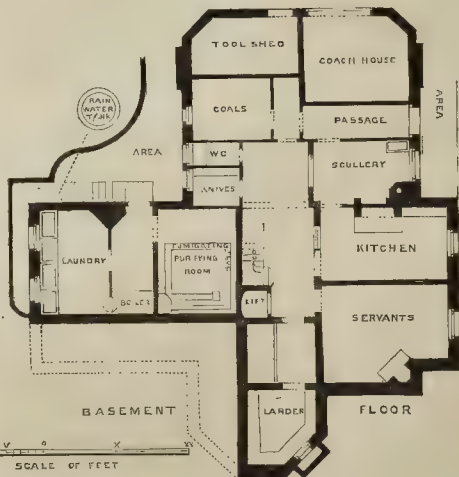 TOOL SHED
COACH HOUSE
RAIN
WATER
TANK
COALS
PASSAGE
AREA
AREA
W C
SCULLERY
KNIVES
LAUNDRY
FUMIGATING
PURIFYING
ROOM
KITCHEN
BOILER
LIFT
SERVANTS
BASEMENT
LARDER
FLOOR
V O X XX
SCALE OF FEET